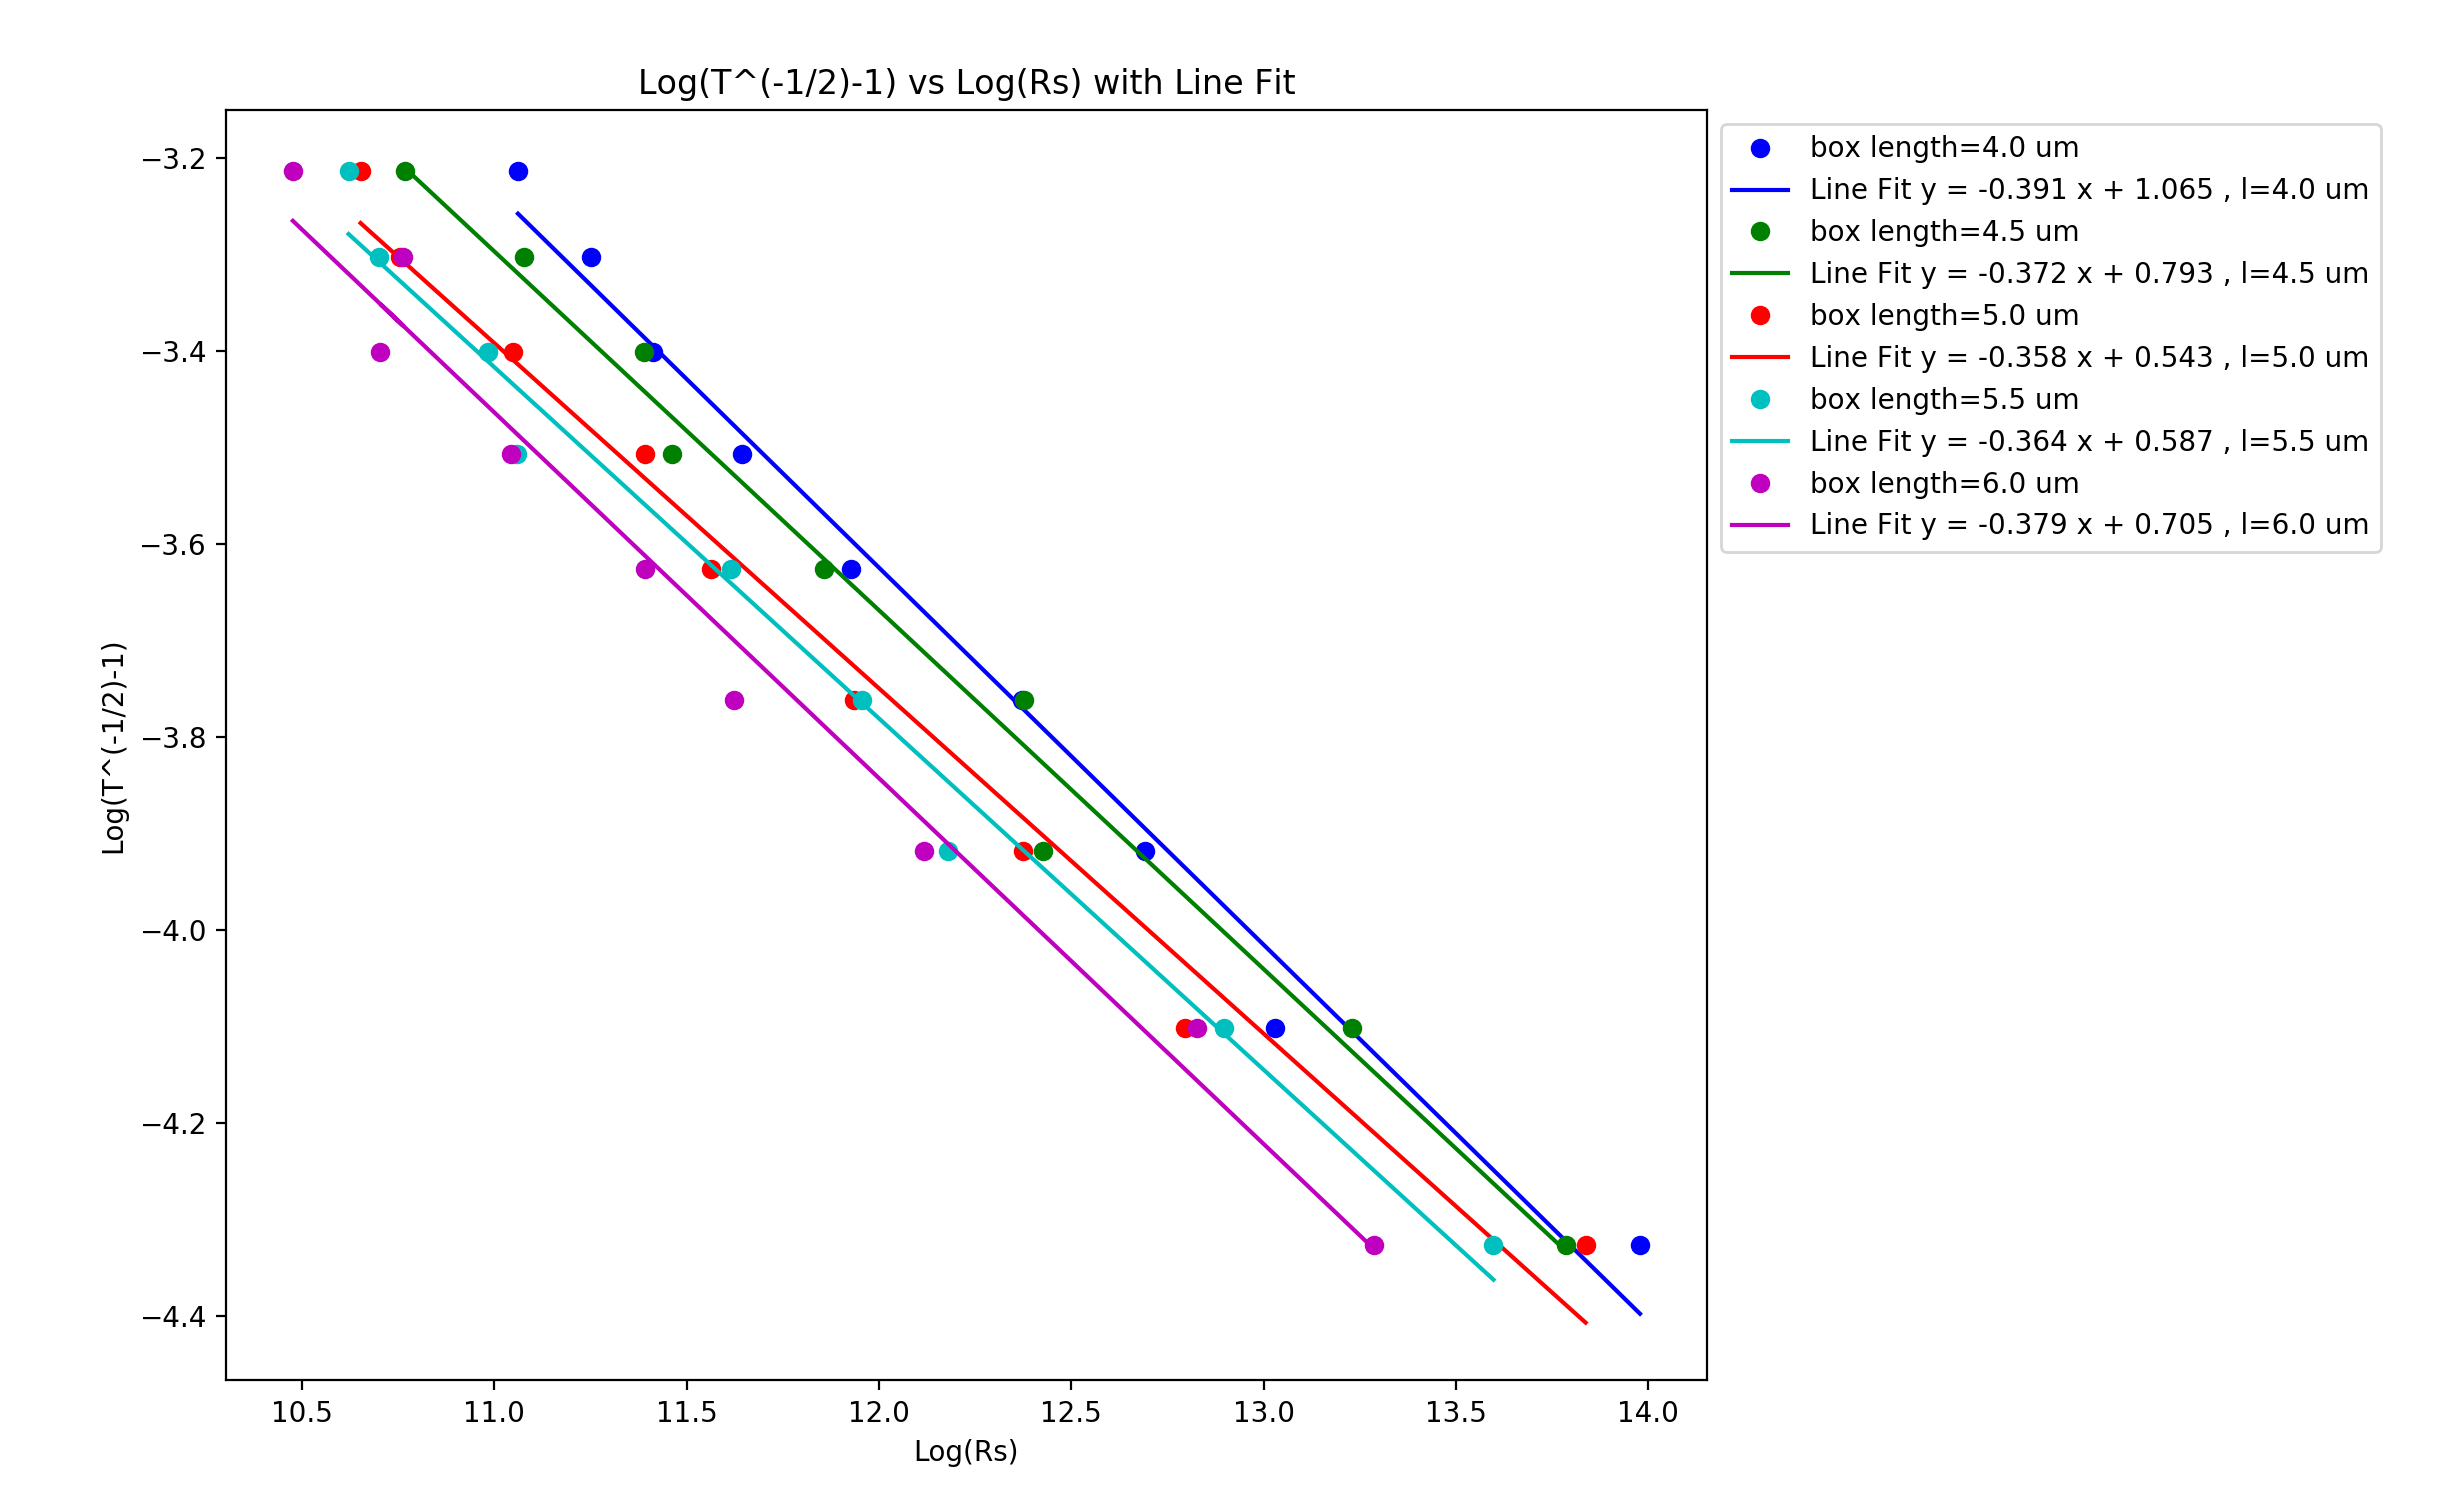 Log(T^(-1/2)-1) vs Log(Rs) with Line Fit
box length=4.0 um
Line Fit y = -0.391 x + 1.065 , l=4.0 um
box length=4.5 um
Line Fit y = -0.372 x + 0.793 , l=4.5 um
box length=5.0 um
Line Fit y = -0.358 x + 0.543 , l=5.0 um
box length=5.5 um
Line Fit y = -0.364 x + 0.587 , l=5.5 um
box length=6.0 um
Line Fit y = -0.379 x + 0.705 , l=6.0 um
Log(T^(-1/2)-1)
−3.2
−3.4
−3.6
−3.8
−4.0
−4.2
−4.4
10.5 11.0 11.5 12.0 12.5 13.0 13.5 14.0
Log(Rs)